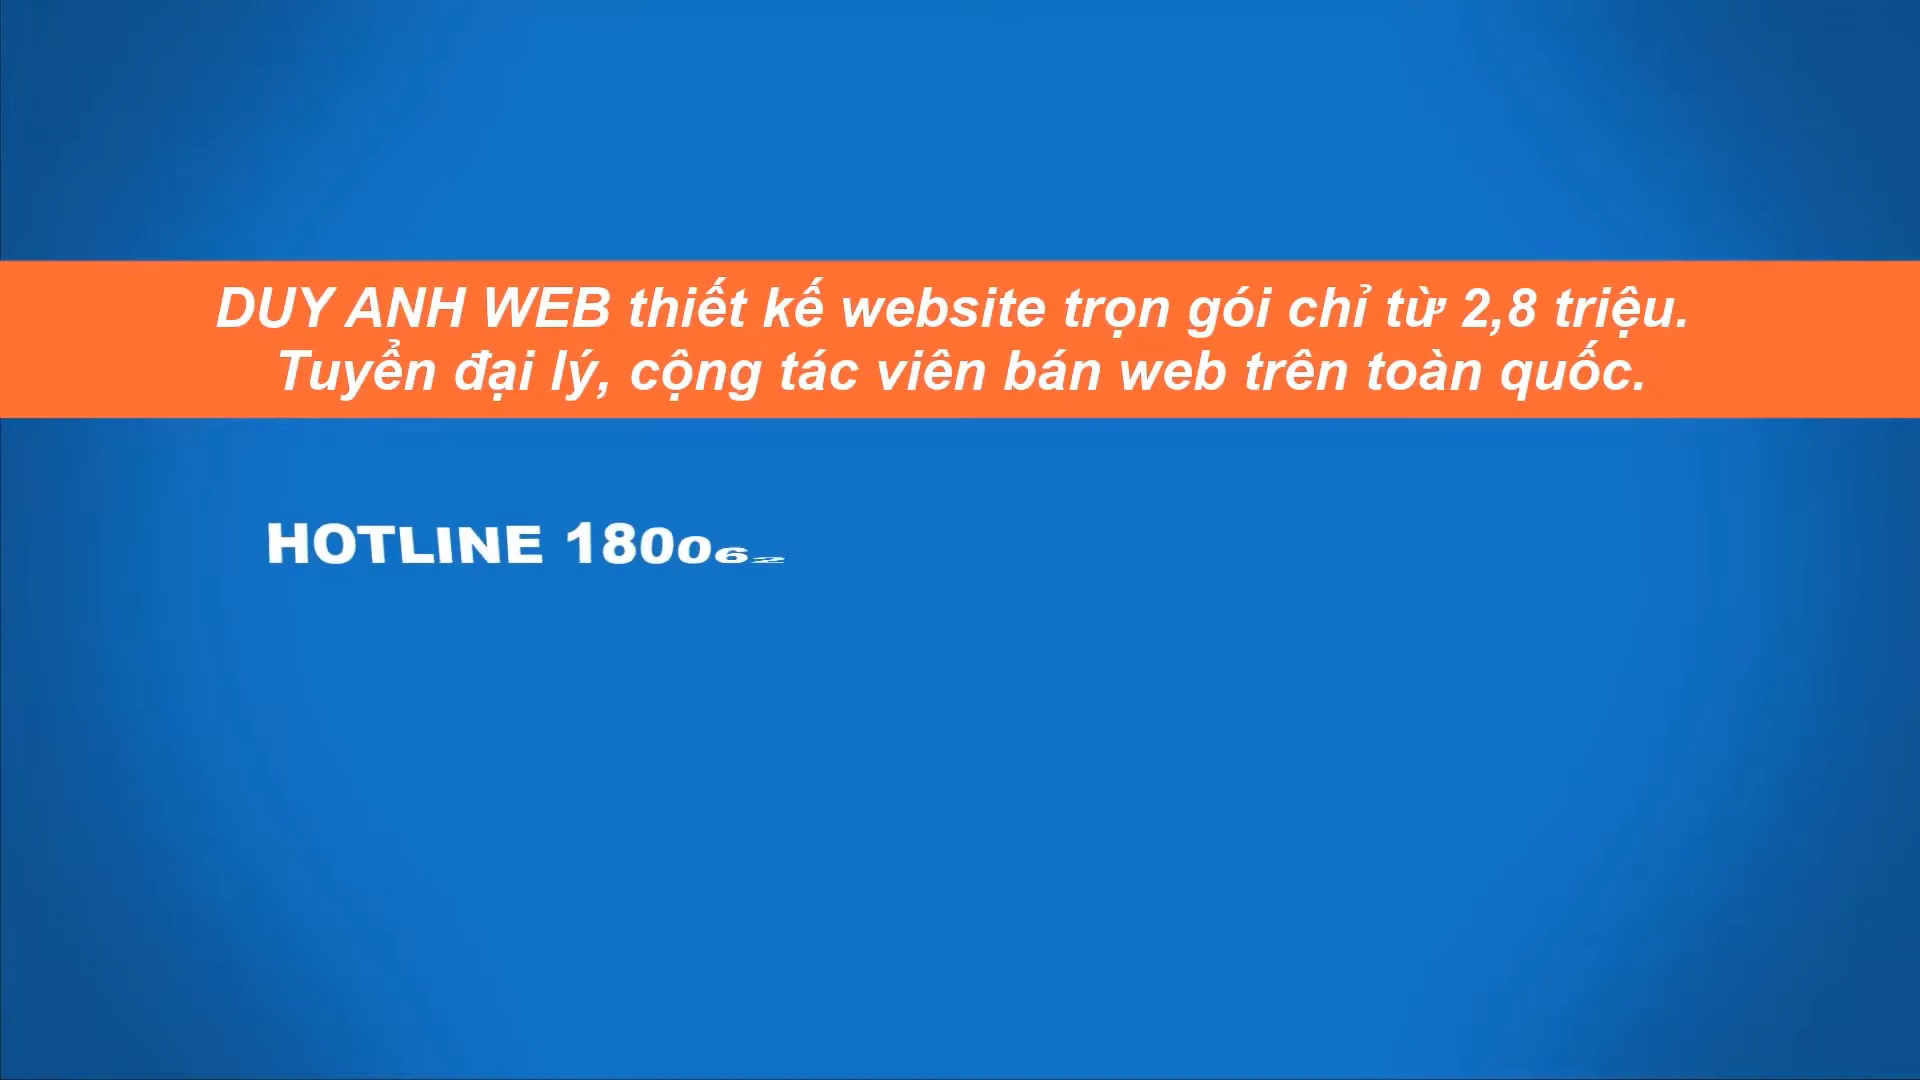 DUY ANH WEB thiết kế website trọn gói chỉ từ 2,8 triệu.
Tuyển đại lý, cộng tác viên bán web trên toàn quốc.
HOTLINE 180062